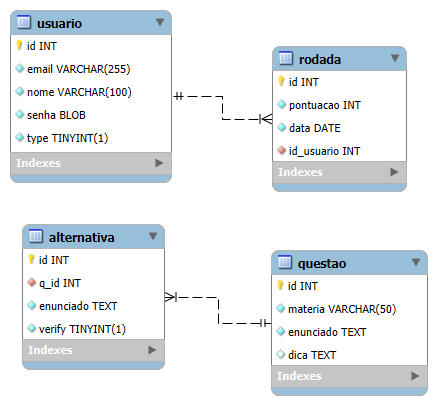 usuario
id INT
email VARCHAR(255)
nome VARCHAR(100)
senha BLOB
type TINYINT(1)
Indexes
rodada
id INT
pontuacao INT
data DATE
id_usuario INT
Indexes
alternativa
id INT
q_id INT
enunciado TEXT
verify TINYINT(1)
Indexes
questao
id INT
materia VARCHAR(50)
enunciado TEXT
dica TEXT
Indexes